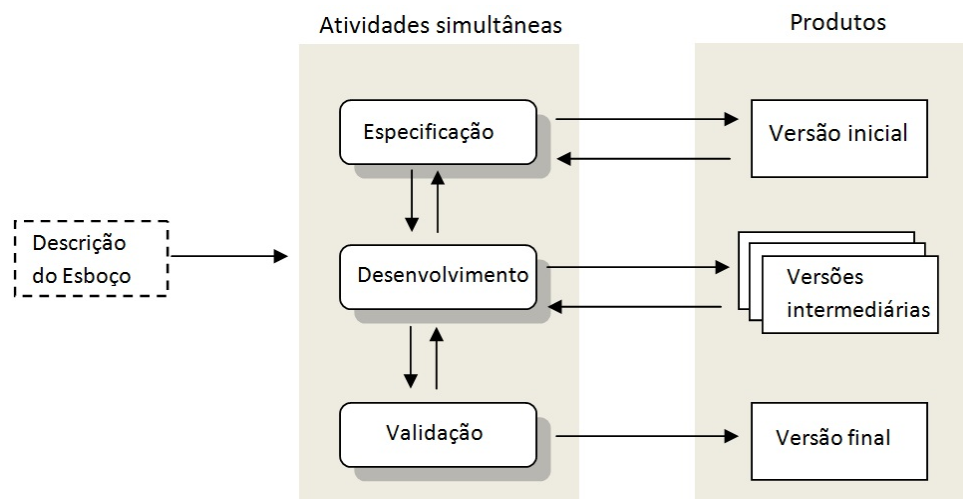 Atividades simultâneas
Produtos
Especificação
Versão inicial
Descrição
do Esboço
Desenvolvimento
Versões
intermediárias
Validação
Versão final